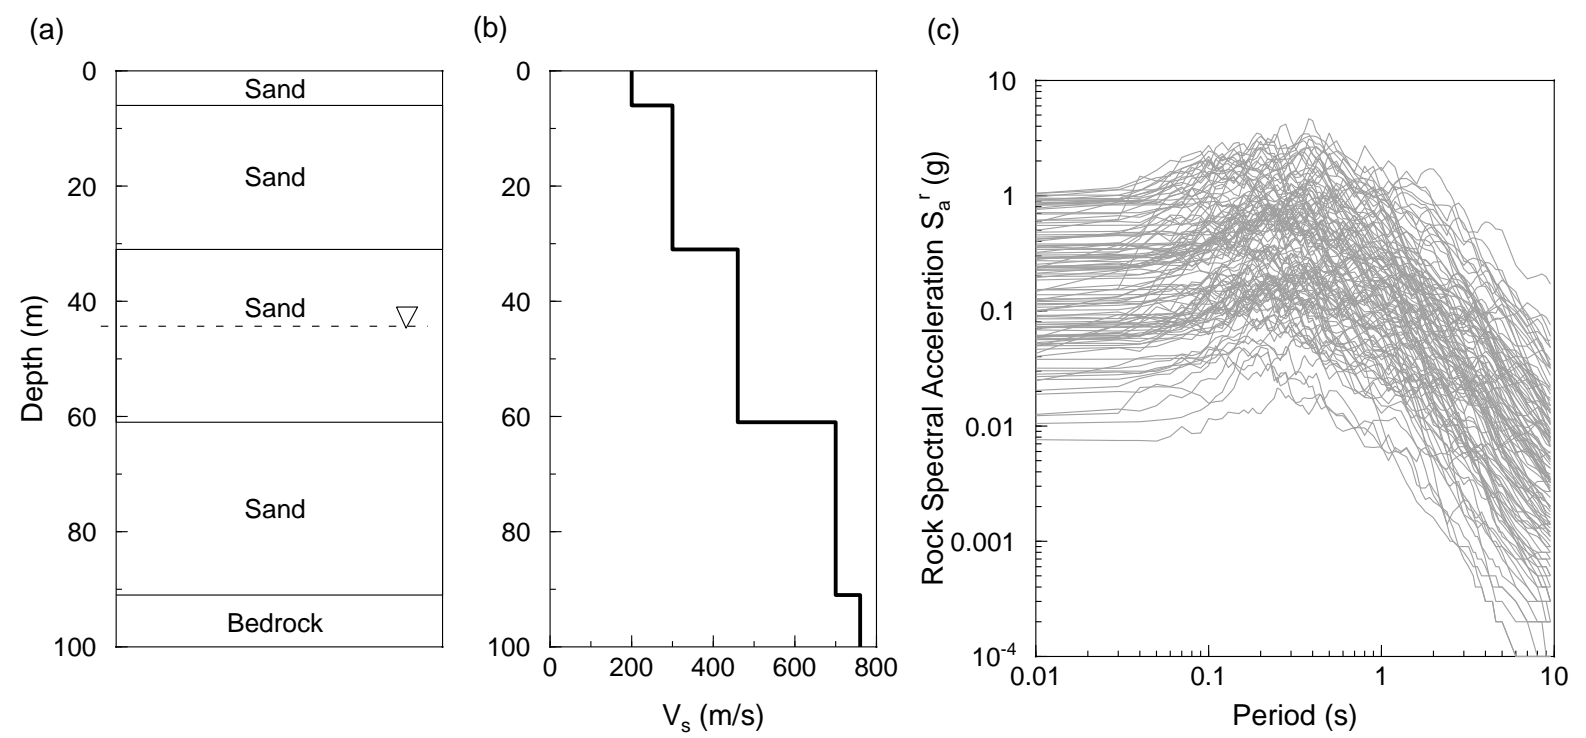 (a)
0
20
40
60
80
100
Depth (m)
Sand
Sand
Sand
Sand
Bedrock
(b)
0
20
40
60
80
100
0 200 400 600 800
Vs (m/s)
(c)
10
1
0.1
0.01
0.001
10-4
0.01 0.1 1 10
Rock Spectral Acceleration Sar (g)
Period (s)